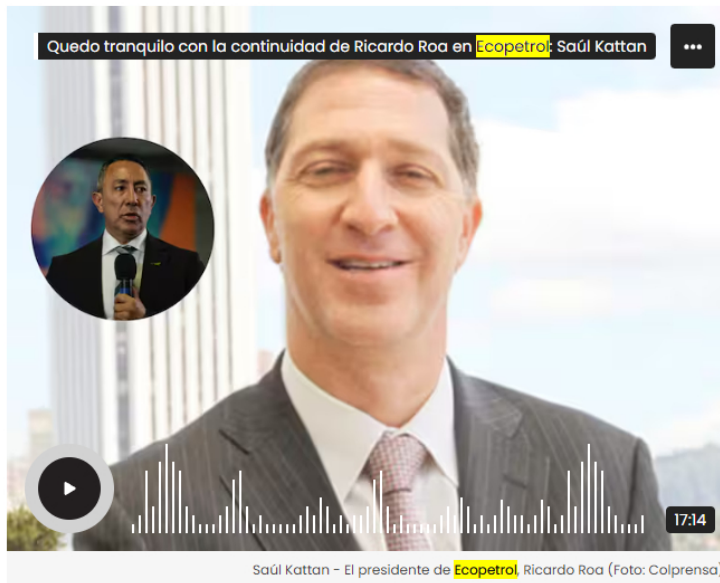 Quedo tranquilo con la continuidad de Ricardo Roa en Ecopetrol: Saúl Kattan
17:14
Saúl Kattan - El presidente de Ecopetrol, Ricardo Roa (Foto: Colprensa